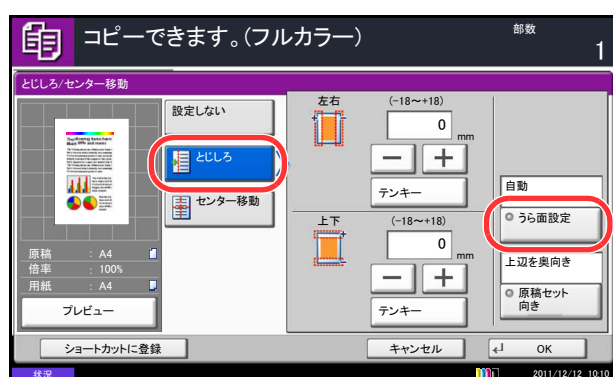 コピーできます。(フルカラー)
部数
1
とじしろ/センター移動
設定しない
とじしろ
センター移動
左右
(-18～+18)
0
mm
テンキー
上下
(-18～+18)
0
mm
テンキー
自動
うら面設定
上辺を奥向き
原稿セット
向き
原稿 : A4
倍率 : 100%
用紙 : A4
プレビュー
ショートカットに登録
キャンセル
OK
状況
2011/12/12 10:10